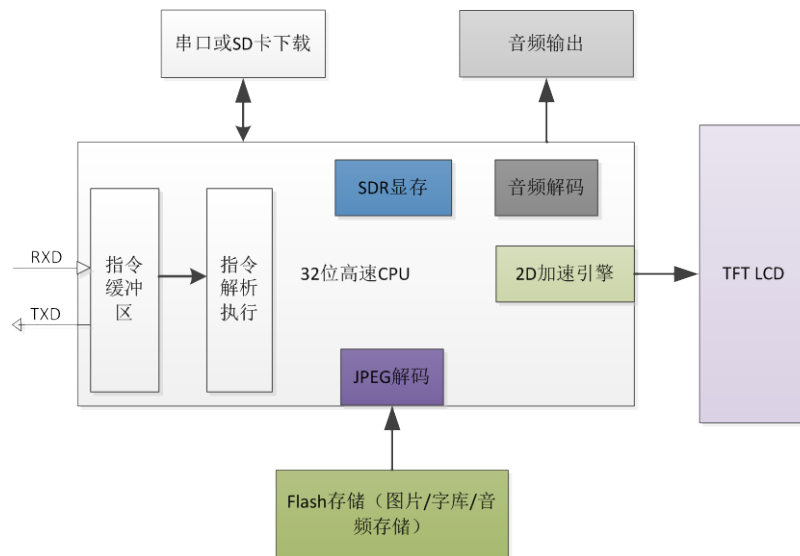 串口或SD卡下载
音频输出
SDR显存
音频解码
RXD
TXD
指令
缓冲
区
指令
解析
执行
32位高速CPU
2D加速引擎
TFT LCD
JPEG解码
Flash存储（图片/字库/音
频存储）